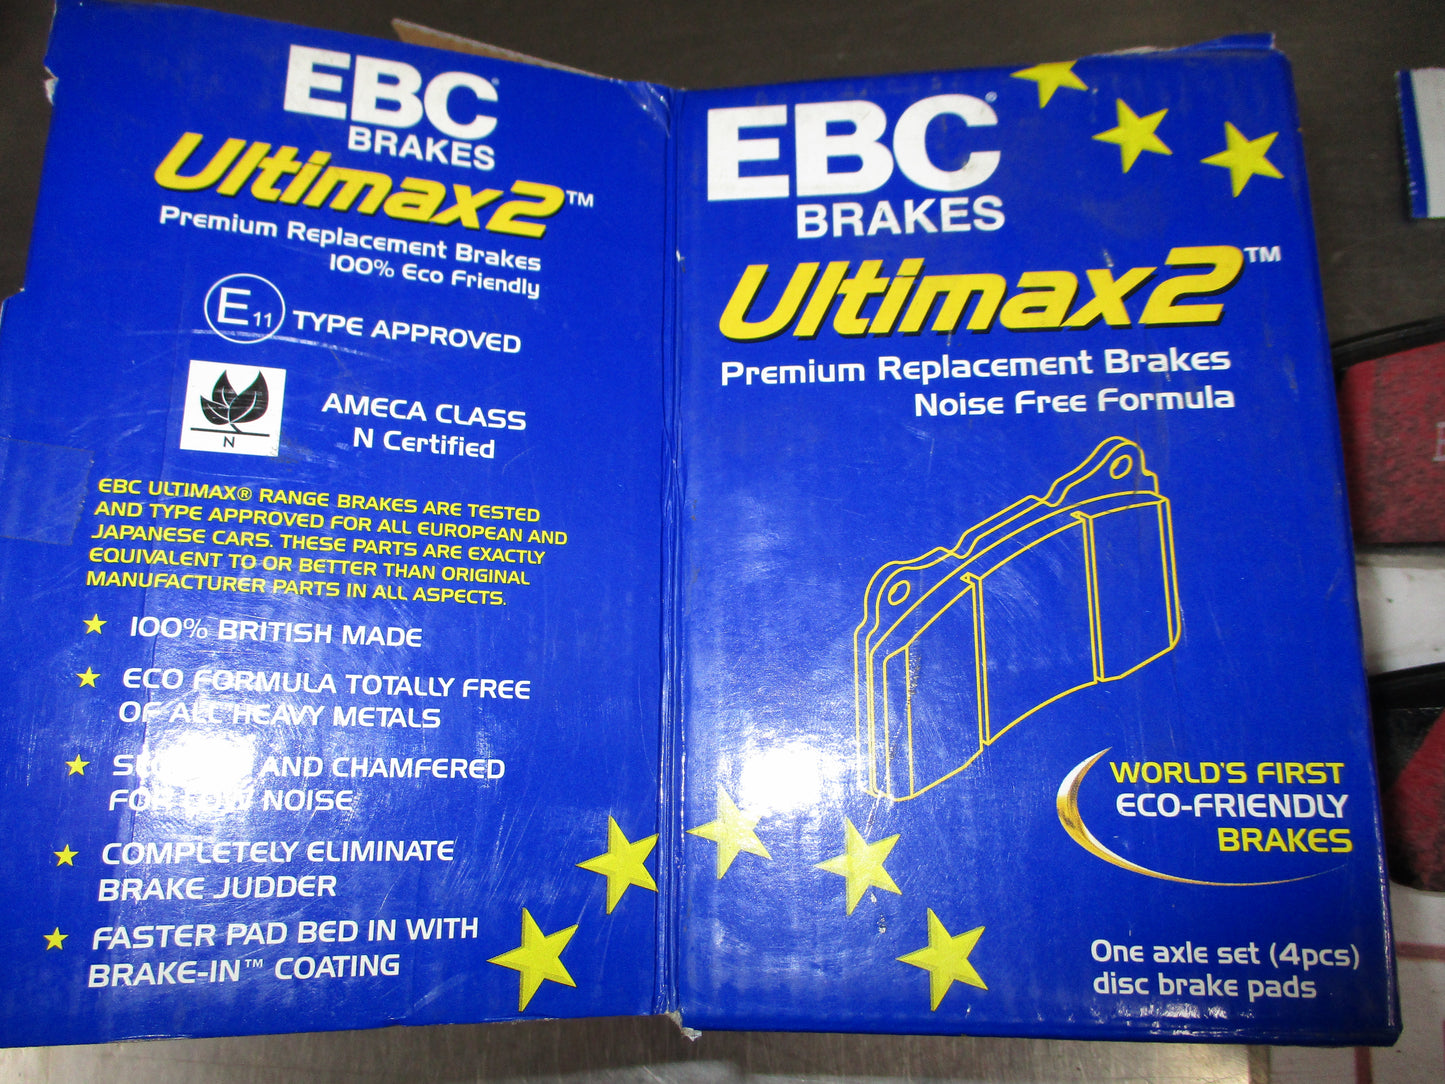 EBC
BRAKES
Ultimax2™
Premium Replacement Brakes
100% Eco Friendly
E11 TYPE APPROVED
N
AMECA CLASS
N Certified
EBC ULTIMAX® RANGE BRAKES ARE TESTED
AND TYPE APPROVED FOR ALL EUROPEAN AND
JAPANESE CARS. THESE PARTS ARE EXACTLY
EQUIVALENT TO OR BETTER THAN ORIGINAL
MANUFACTURER PARTS IN ALL ASPECTS.
100% BRITISH MADE
ECO FORMULA TOTALLY FREE
OF ALL HEAVY METALS
AND CHAMFERED
FOR LOW NOISE
COMPLETELY ELIMINATE
BRAKE JUDDER
FASTER PAD BED IN WITH
BRAKE-IN™ COATING
EBC®
BRAKES
Ultimax2™
Premium Replacement Brakes
Noise Free Formula
WORLD'S FIRST
ECO-FRIENDLY
BRAKES
One axle set (4pcs)
disc brake pads